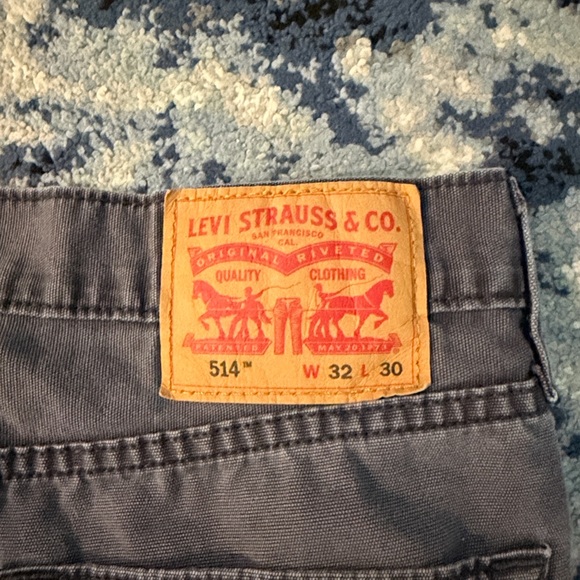 LEVI STRAUSS & CO.
SAN FRANCISCO
CAL.
ORIGINAL RIVETED
QUALITY CLOTHING
PATENTED MAY 20 1873
514™ W 32 L 30